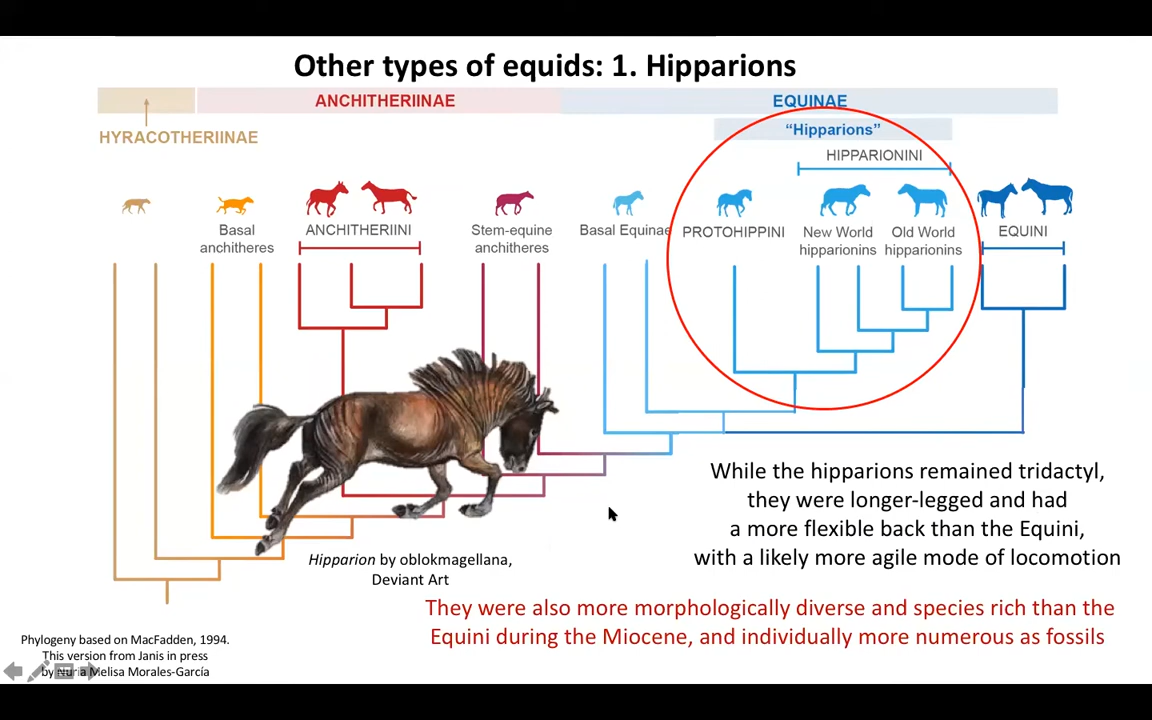 Other types of equids: 1. Hipparions
ANCHITHERIINAE
EQUINAE
HYRACOTHERIINAE
“Hipparions”
HIPPARIONINI
Basal
anchitheres
ANCHITHERIINI
Stem-equine
anchitheres
Basal Equinae
PROTOHIPPINI
New World
hipparionins
Old World
hipparionins
EQUINI
While the hipparions remained tridactyl,
they were longer-legged and had
a more flexible back than the Equini,
with a likely more agile mode of locomotion
Hipparion by oblokmagellana,
Deviant Art
They were also more morphologically diverse and species rich than the
Equini during the Miocene, and individually more numerous as fossils
Phylogeny based on MacFadden, 1994.
This version from Janis in press
by Nuria Melisa Morales-García